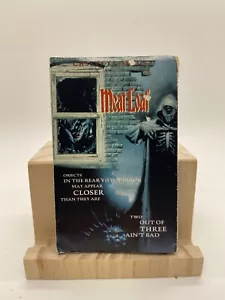 Meat Loaf
OBJECTS
IN THE REAR VIEW MIRROR
MAY APPEAR
CLOSER
THAN THEY ARE
TWO
OUT OF
THREE
AIN'T BAD